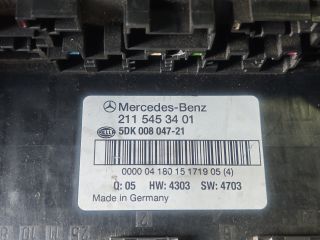 Mercedes-Benz
211 545 34 01
HELLA 5DK 008 047-21
0000 04 180 15 1719 05 (4)
Q: 05 HW: 4303 SW: 4703
Made in Germany